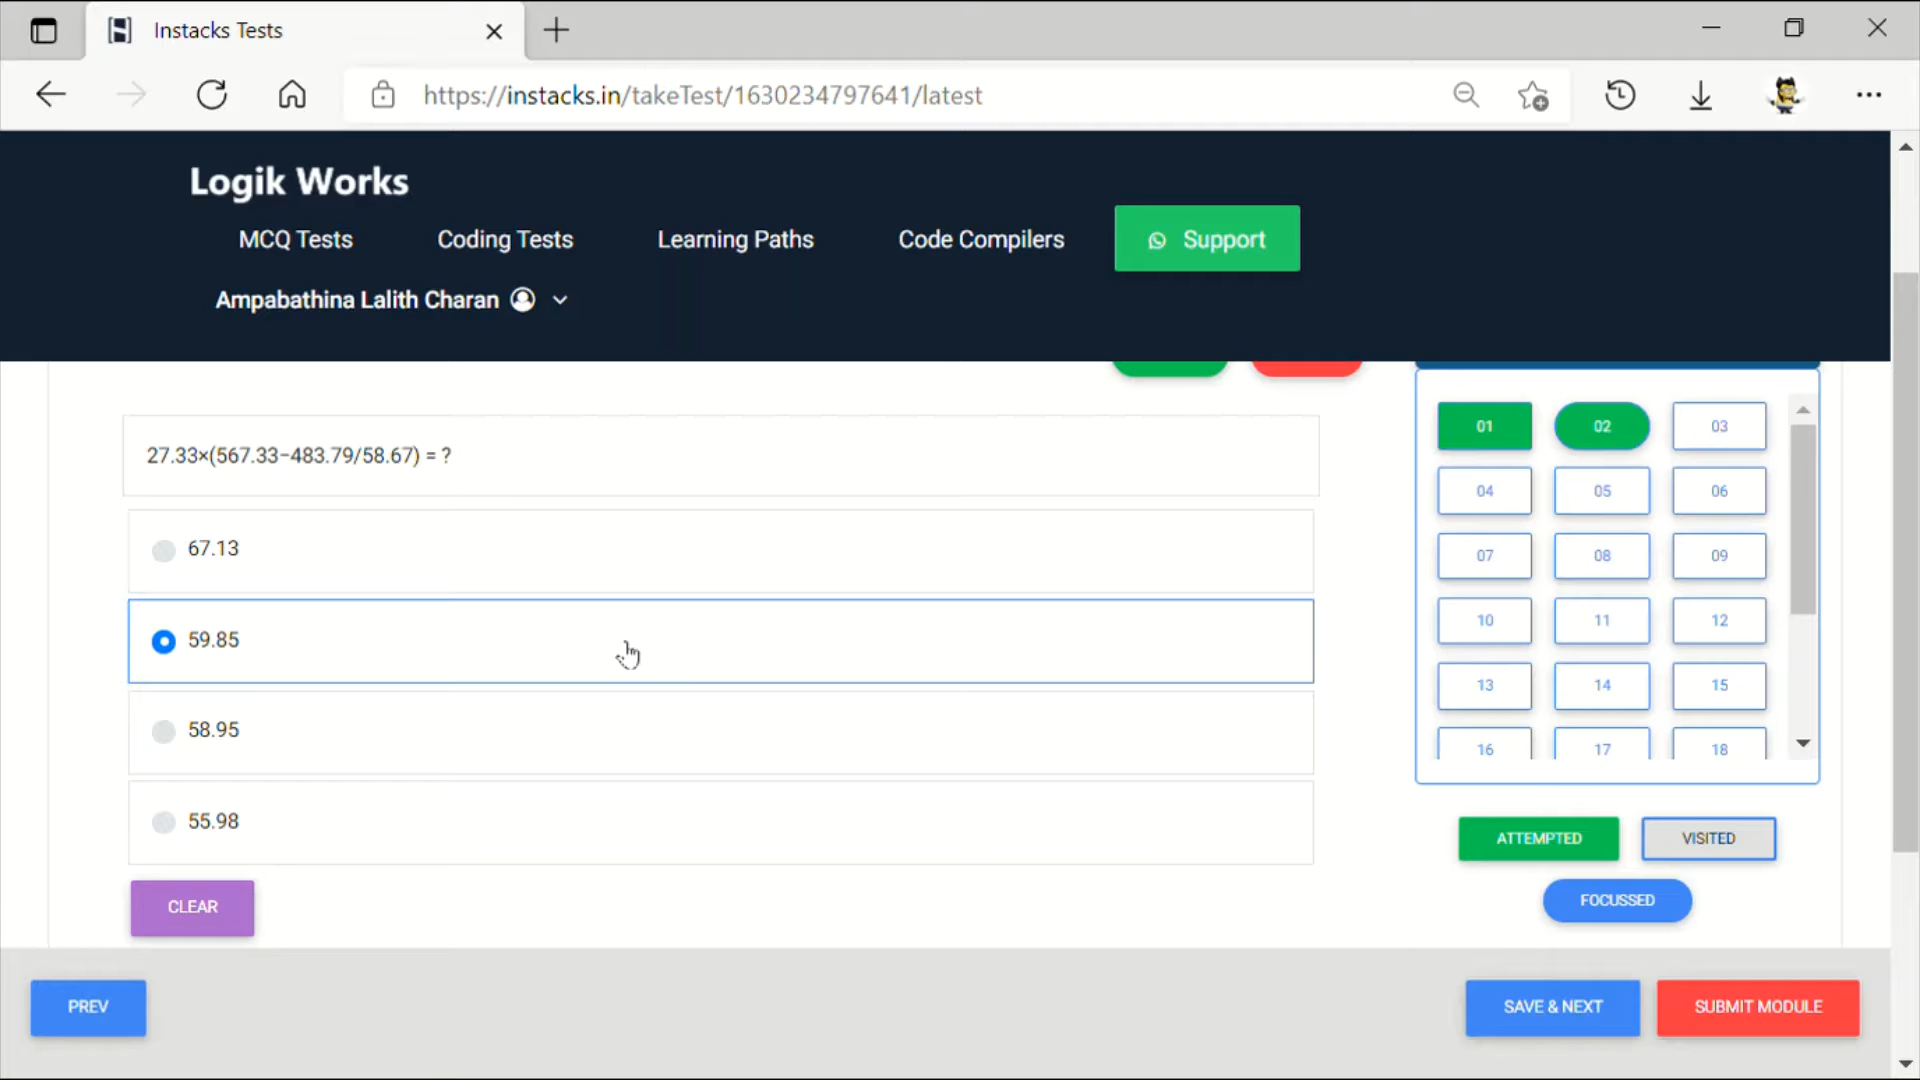 Instacks Tests
https://instacks.in/takeTest/1630234797641/latest
Logik Works
MCQ Tests Coding Tests Learning Paths Code Compilers Support
Ampabathina Lalith Charan
27.33×(567.33−483.79/58.67) = ?
67.13
59.85
58.95
55.98
CLEAR
01 02 03
04 05 06
07 08 09
10 11 12
13 14 15
16 17 18
ATTEMPTED VISITED
FOCUSSED
PREV SAVE & NEXT SUBMIT MODULE